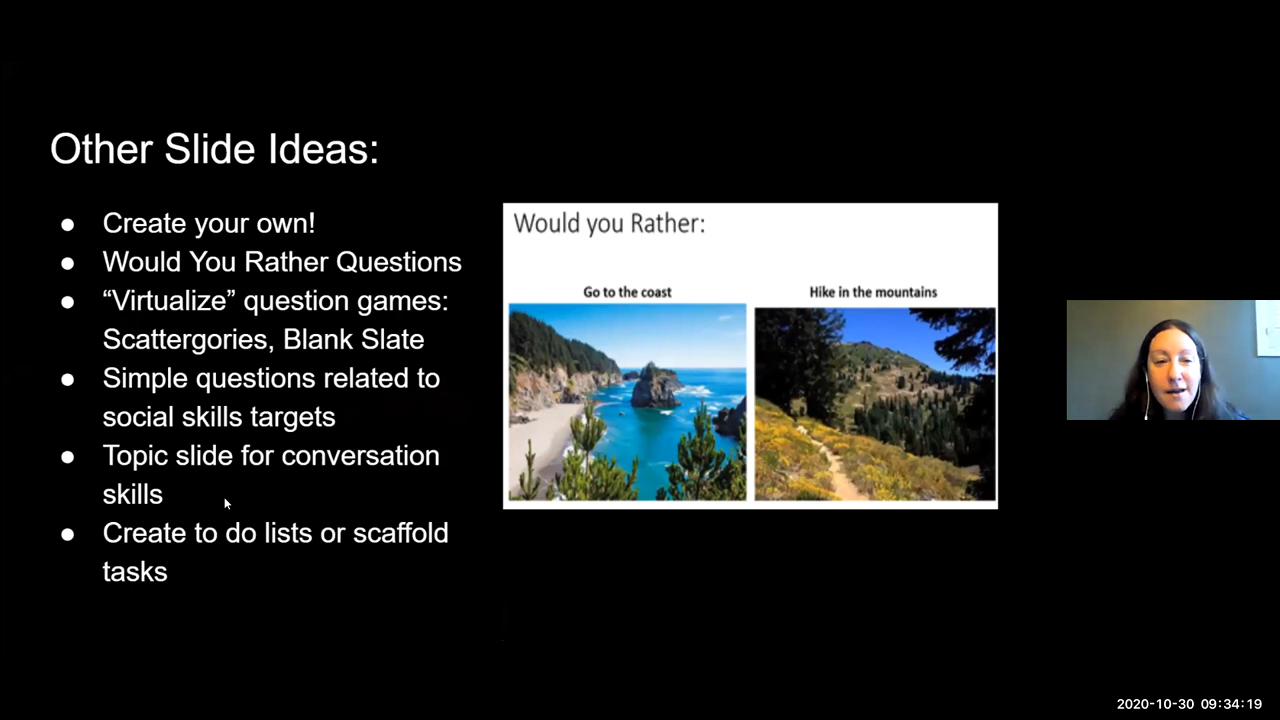 Other Slide Ideas:
● Create your own!
● Would You Rather Questions
● “Virtualize” question games:
Scattergories, Blank Slate
● Simple questions related to
social skills targets
● Topic slide for conversation
skills
● Create to do lists or scaffold
tasks
Would you Rather:
Go to the coast
Hike in the mountains
2020-10-30 09:34:19